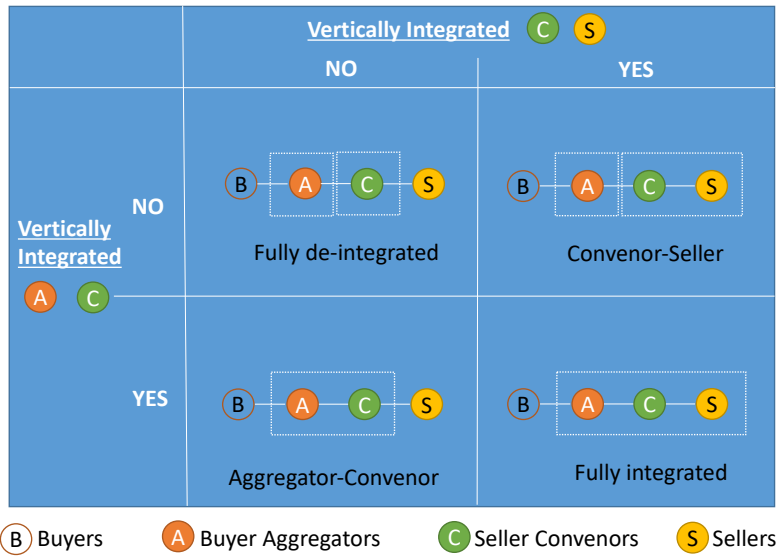 Vertically Integrated C S
NO YES
B A C S B A C S
NO
Vertically
Integrated
Fully de-integrated Convenor-Seller
A C
B A C S B A C S
YES
Aggregator-Convenor Fully integrated
B Buyers A Buyer Aggregators C Seller Convenors S Sellers